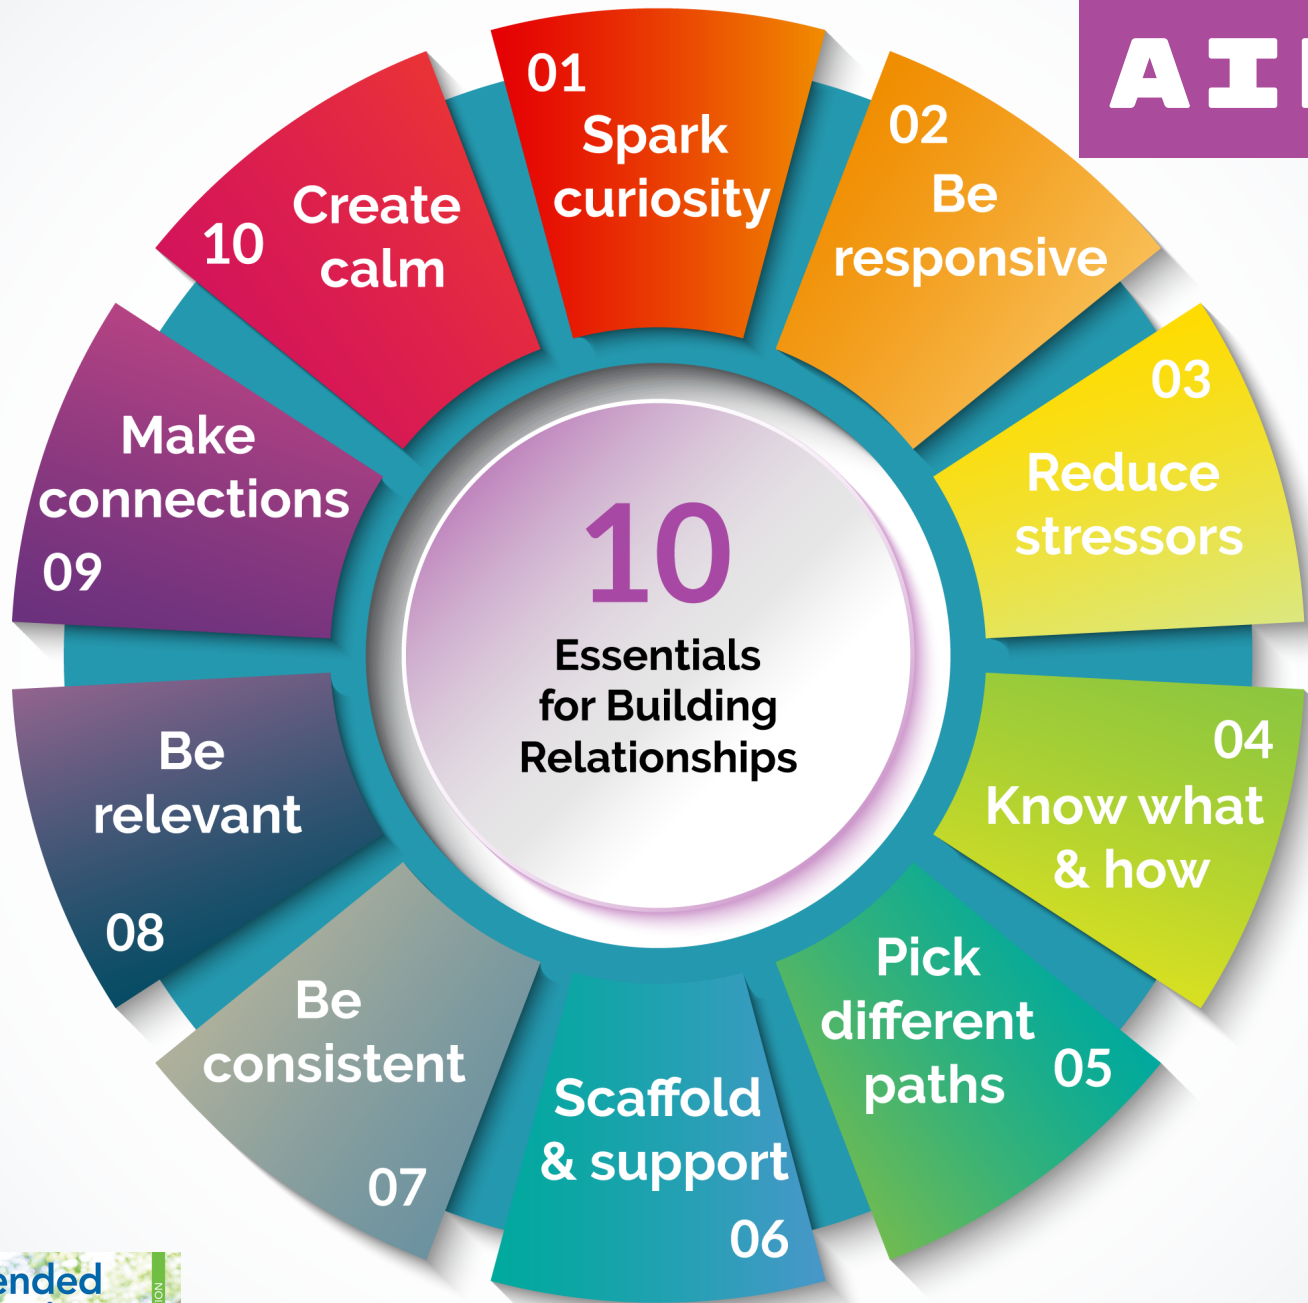 01
Spark
curiosity
02
Be
responsive
03
Reduce
stressors
04
Know what
& how
Pick
different
paths
05
Scaffold
& support
06
Be
consistent
07
Be
relevant
08
Make
connections
09
Create
calm
10
10
Essentials
for Building
Relationships
AI
ended